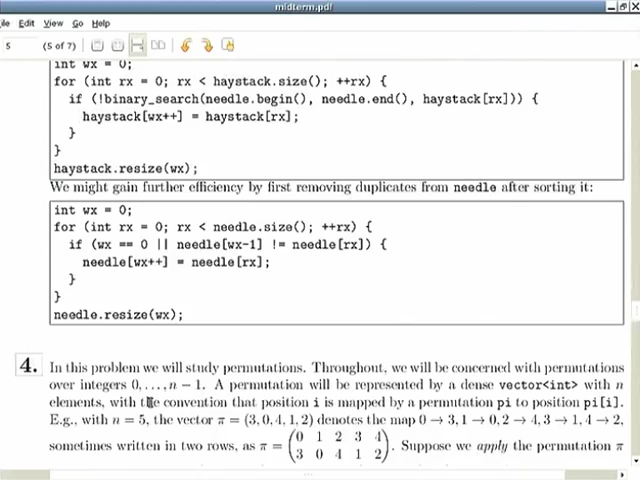 midterm.pdf
ile Edit View Go Help
5 (5 of 7)
int wx = 0;
for (int rx = 0; rx < haystack.size(); ++rx) {
if (!binary_search(needle.begin(), needle.end(), haystack[rx])) {
haystack[wx++] = haystack[rx];
}
}
haystack.resize(wx);
We might gain further efficiency by first removing duplicates from needle after sorting it:
int wx = 0;
for (int rx = 0; rx < needle.size(); ++rx) {
if (wx == 0 || needle[wx-1] != needle[rx]) {
needle[wx++] = needle[rx];
}
}
needle.resize(wx);
4. In this problem we will study permutations. Throughout, we will be concerned with permutations
over integers 0, . . . , n − 1. A permutation will be represented by a dense vector<int> with n
elements, with the convention that position i is mapped by a permutation pi to position pi[i].
E.g., with n = 5, the vector π = (3, 0, 4, 1, 2) denotes the map 0 → 3, 1 → 0, 2 → 4, 3 → 1, 4 → 2,
sometimes written in two rows, as π = (0 1 2 3 4
3 0 4 1 2). Suppose we apply the permutation π